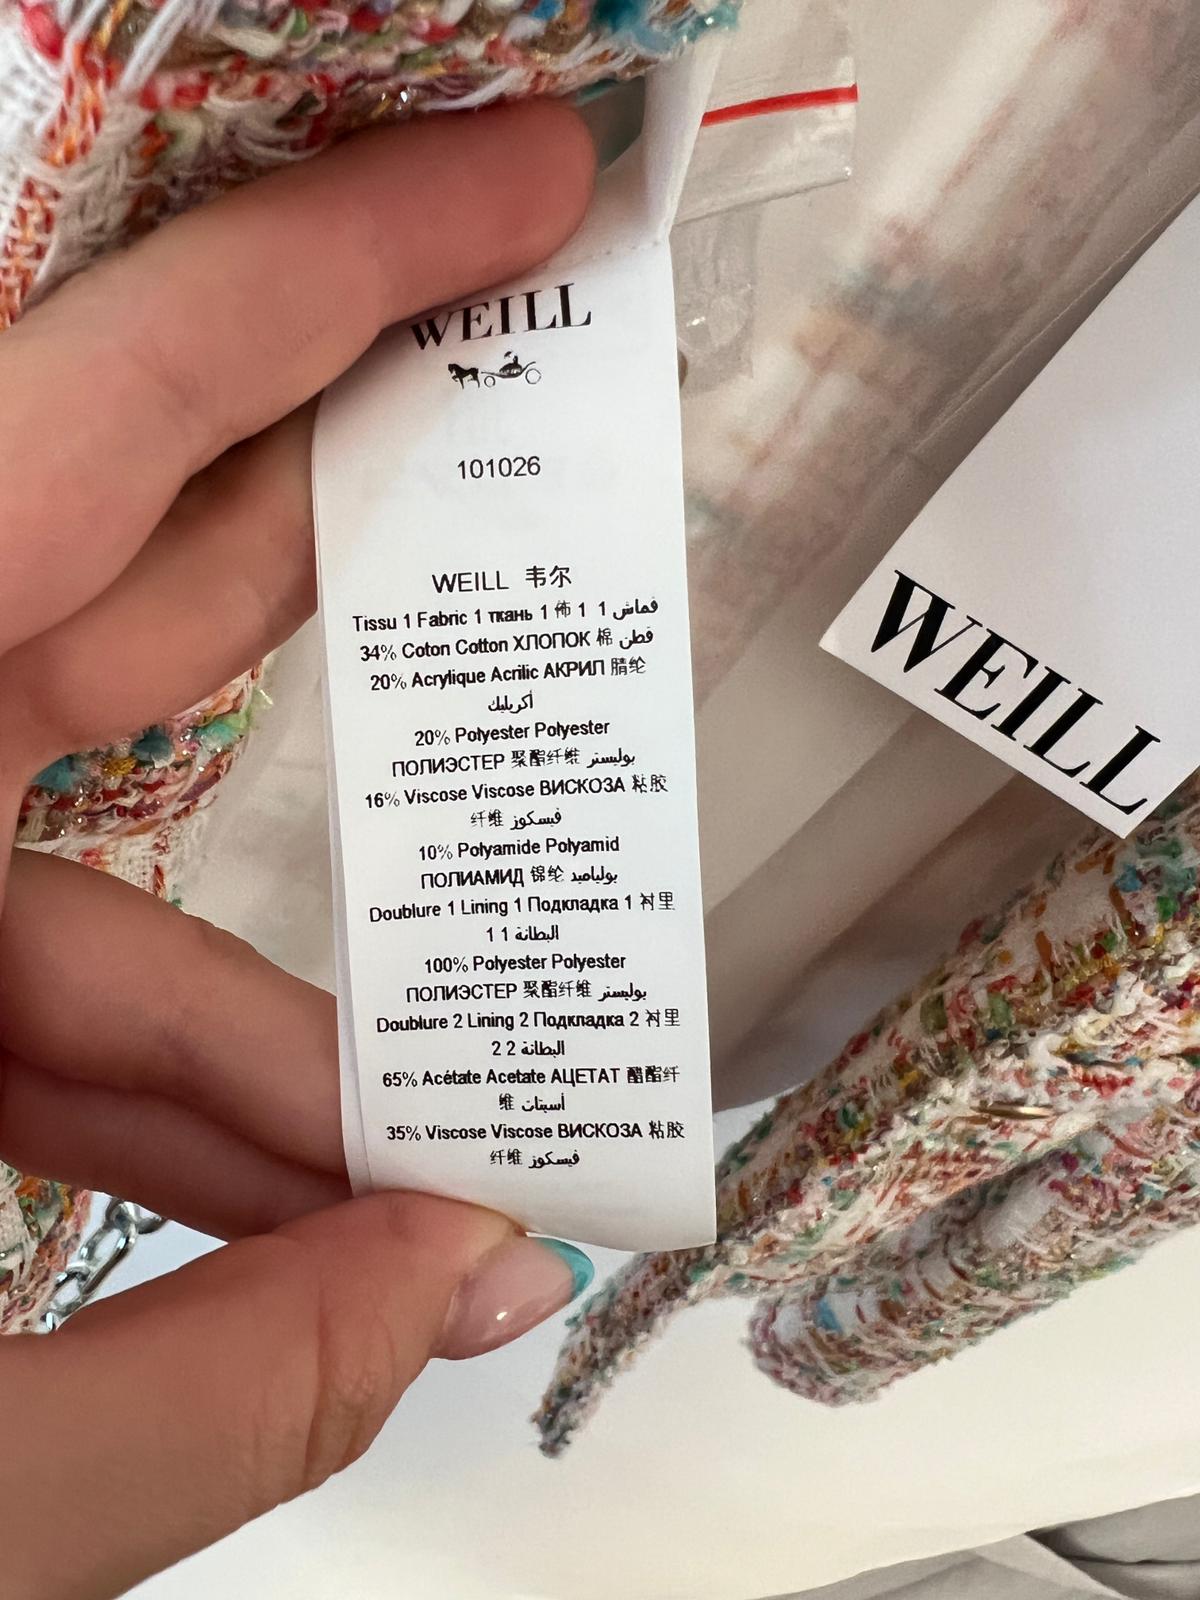 WEILL
101026
WEILL 韦尔
Tissu 1 Fabric 1 ткань 1 佈 1 قماش 1
34% Coton Cotton ХЛОПОК 棉 قطن
20% Acrylique Acrilic АКРИЛ 腈纶
أكريليك
20% Polyester Polyester
ПОЛИЭСТЕР 聚酯纤维 بوليستر
16% Viscose Viscose ВИСКОЗА 粘胶
纤维 فيسكوز
10% Polyamide Polyamid
ПОЛИАМИД 锦纶 بولياميد
Doublure 1 Lining 1 Подкладка 1 衬里
1 البطانة 1
100% Polyester Polyester
ПОЛИЭСТЕР 聚酯纤维 بوليستر
Doublure 2 Lining 2 Подкладка 2 衬里
2 البطانة 2
65% Acétate Acetate АЦЕТАТ 醋酯纤
维 أسيتات
35% Viscose Viscose ВИСКОЗА 粘胶
纤维 فيسكوز
WEILL